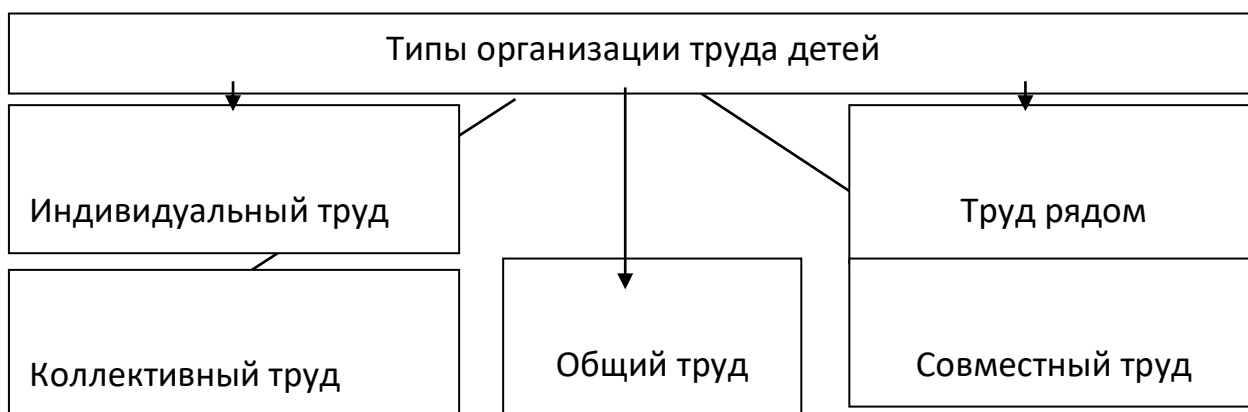 Типы организации труда детей
Индивидуальный труд
Труд рядом
Коллективный труд
Общий труд
Совместный труд